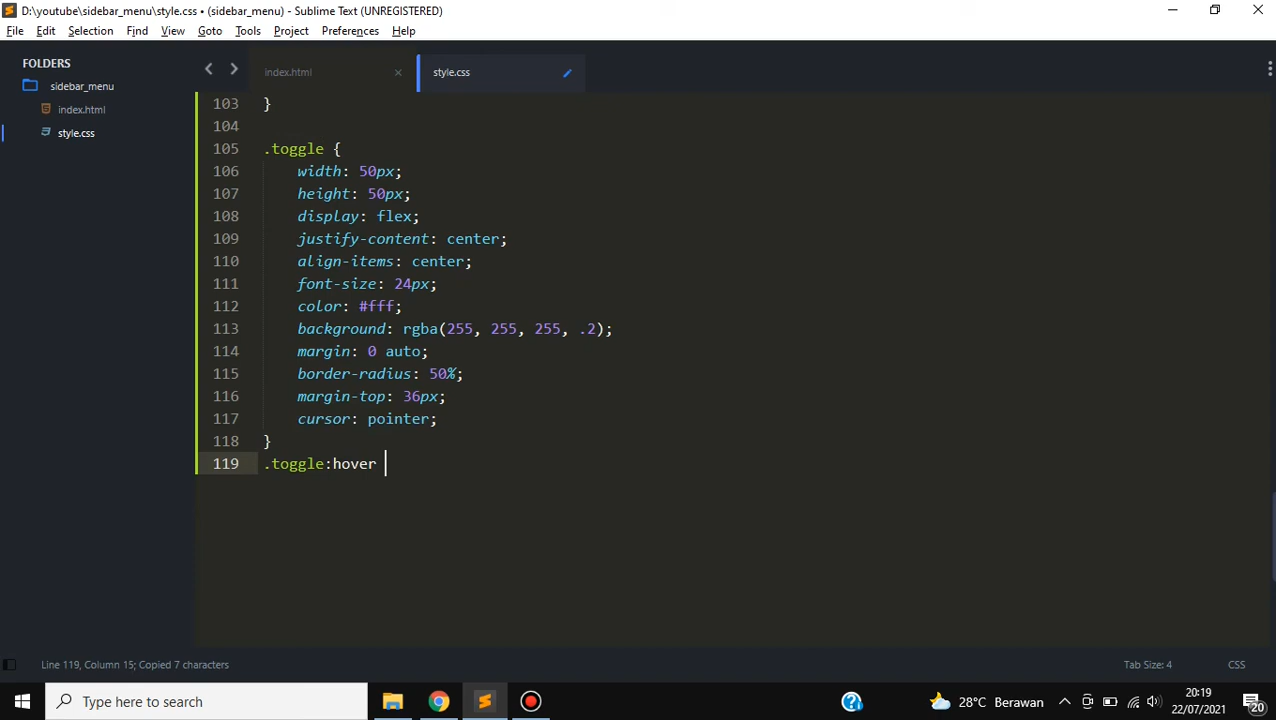 D:\youtube\sidebar_menu\style.css • (sidebar_menu) - Sublime Text (UNREGISTERED)
File Edit Selection Find View Goto Tools Project Preferences Help
FOLDERS
sidebar_menu
index.html
style.css
index.html
style.css
103 }
104
105 .toggle {
106 width: 50px;
107 height: 50px;
108 display: flex;
109 justify-content: center;
110 align-items: center;
111 font-size: 24px;
112 color: #fff;
113 background: rgba(255, 255, 255, .2);
114 margin: 0 auto;
115 border-radius: 50%;
116 margin-top: 36px;
117 cursor: pointer;
118 }
119 .toggle:hover
Line 119, Column 15; Copied 7 characters
Tab Size: 4
CSS
Type here to search
28°C Berawan
20:19
22/07/2021
20